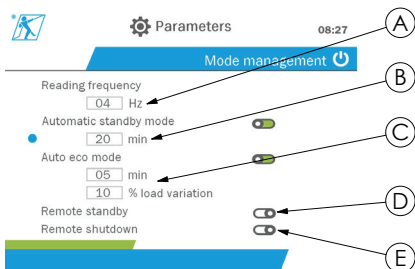 Parameters
08:27
Mode management
Reading frequency
04 Hz
Automatic standby mode
20 min
Auto eco mode
05 min
10 % load variation
Remote standby
Remote shutdown
A
B
C
D
E